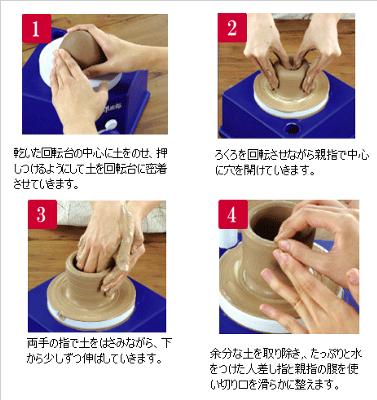 1
乾いた回転台の中心に土をのせ、押
しつけるようにして土を回転台に密着
させていきます。
2
ろくろを回転させながら親指で中心
に穴を開けていきます。
3
両手の指で土をはさみながら、下
から少しずつ伸ばしていきます。
4
余分な土を取り除き,、たっぷりと水
をつけた人差し指と親指の腹を使
い切り口を滑らかに整えます。